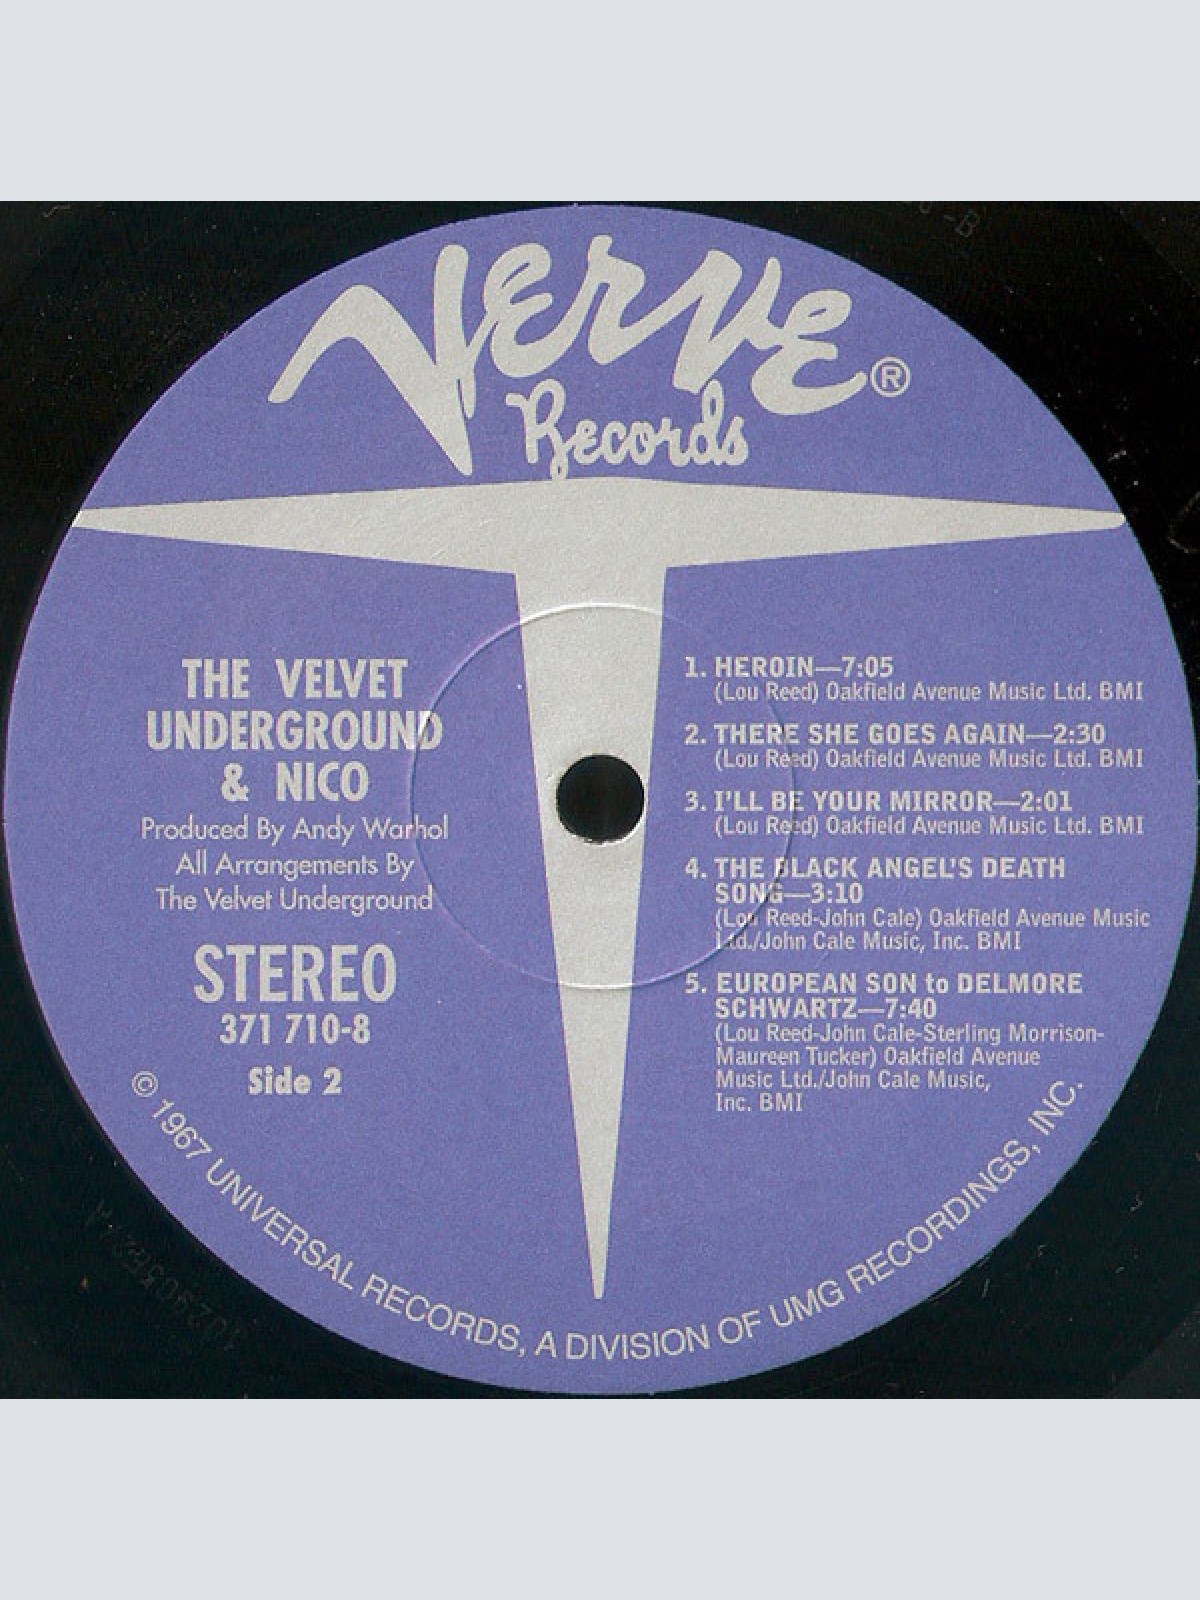 Verve®
Records
THE VELVET
UNDERGROUND
& NICO
Produced By Andy Warhol
All Arrangements By
The Velvet Underground
STEREO
371 710-8
Side 2
1. HEROIN—7:05
(Lou Reed) Oakfield Avenue Music Ltd. BMI
2. THERE SHE GOES AGAIN—2:30
(Lou Reed) Oakfield Avenue Music Ltd. BMI
3. I'LL BE YOUR MIRROR—2:01
(Lou Reed) Oakfield Avenue Music Ltd. BMI
4. THE BLACK ANGEL'S DEATH
SONG—3:10
(Lou Reed-John Cale) Oakfield Avenue Music
Ltd./John Cale Music, Inc. BMI
5. EUROPEAN SON to DELMORE
SCHWARTZ—7:40
(Lou Reed-John Cale-Sterling Morrison-
Maureen Tucker) Oakfield Avenue
Music Ltd./John Cale Music,
Inc. BMI
© 1967 UNIVERSAL RECORDS, A DIVISION OF UMG RECORDINGS, INC.